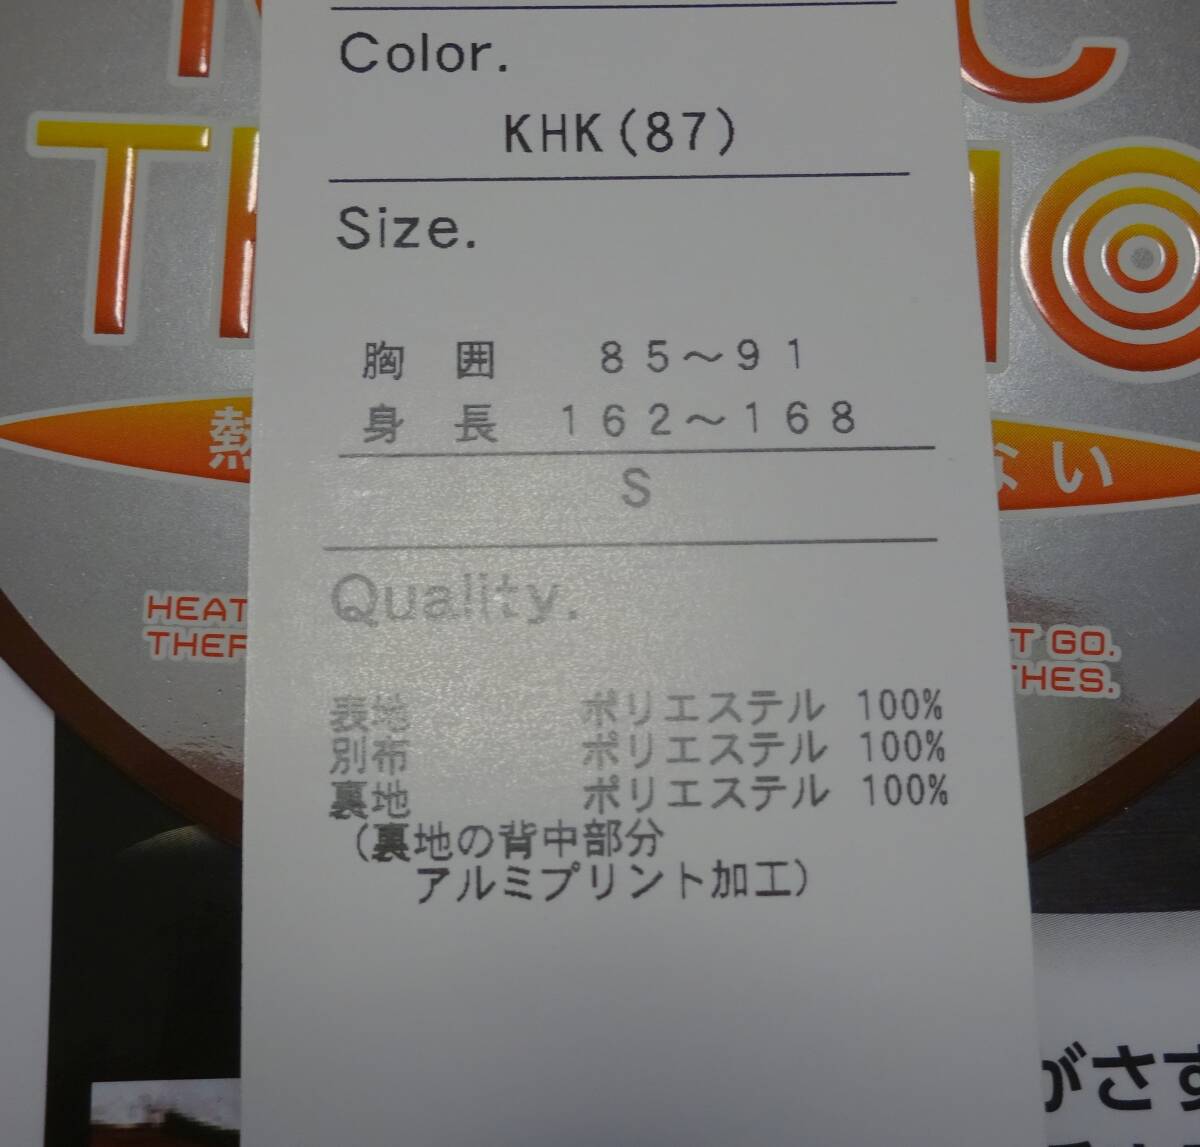 Color.
KHK(87)
Size.
胸 囲 85～91
身 長 162～168
S
Quality.
表地 ポリエステル 100%
別布 ポリエステル 100%
裏地 ポリエステル 100%
(裏地の背中部分
アルミプリント加工)
熱
ない
HEAT
T GO.
THES.
がさす